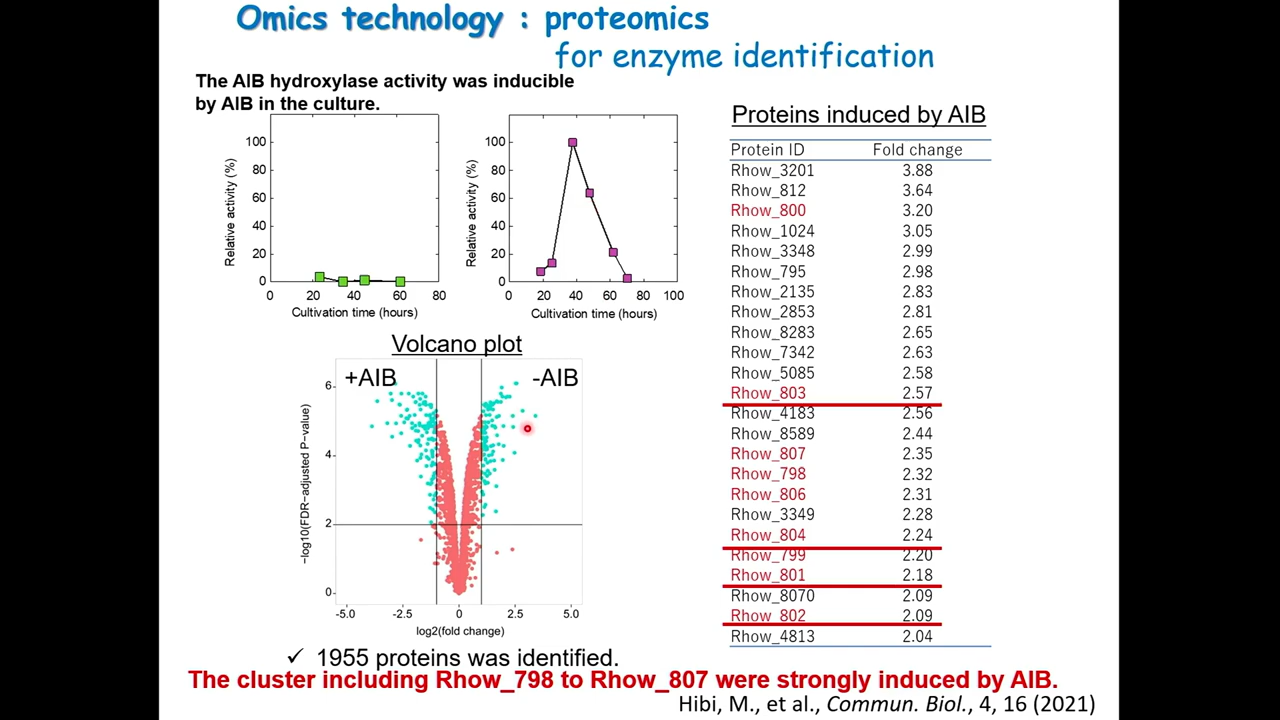 Omics technology : proteomics
for enzyme identification
The AIB hydroxylase activity was inducible
by AIB in the culture.
Relative activity (%)
100
80
60
40
20
0
0 20 40 60 80
Cultivation time (hours)
Relative activity (%)
100
80
60
40
20
0
0 20 40 60 80 100
Cultivation time (hours)
Volcano plot
+AIB -AIB
−log10(FDR−adjusted P−value)
6
4
2
0
-5.0 -2.5 0 2.5 5.0
log2(fold change)
✓ 1955 proteins was identified.
Proteins induced by AIB
Protein ID Fold change
Rhow_3201 3.88
Rhow_812 3.64
Rhow_800 3.20
Rhow_1024 3.05
Rhow_3348 2.99
Rhow_795 2.98
Rhow_2135 2.83
Rhow_2853 2.81
Rhow_8283 2.65
Rhow_7342 2.63
Rhow_5085 2.58
Rhow_803 2.57
Rhow_4183 2.56
Rhow_8589 2.44
Rhow_807 2.35
Rhow_798 2.32
Rhow_806 2.31
Rhow_3349 2.28
Rhow_804 2.24
Rhow_799 2.20
Rhow_801 2.18
Rhow_8070 2.09
Rhow_802 2.09
Rhow_4813 2.04
The cluster including Rhow_798 to Rhow_807 were strongly induced by AIB.
Hibi, M., et al., Commun. Biol., 4, 16 (2021)